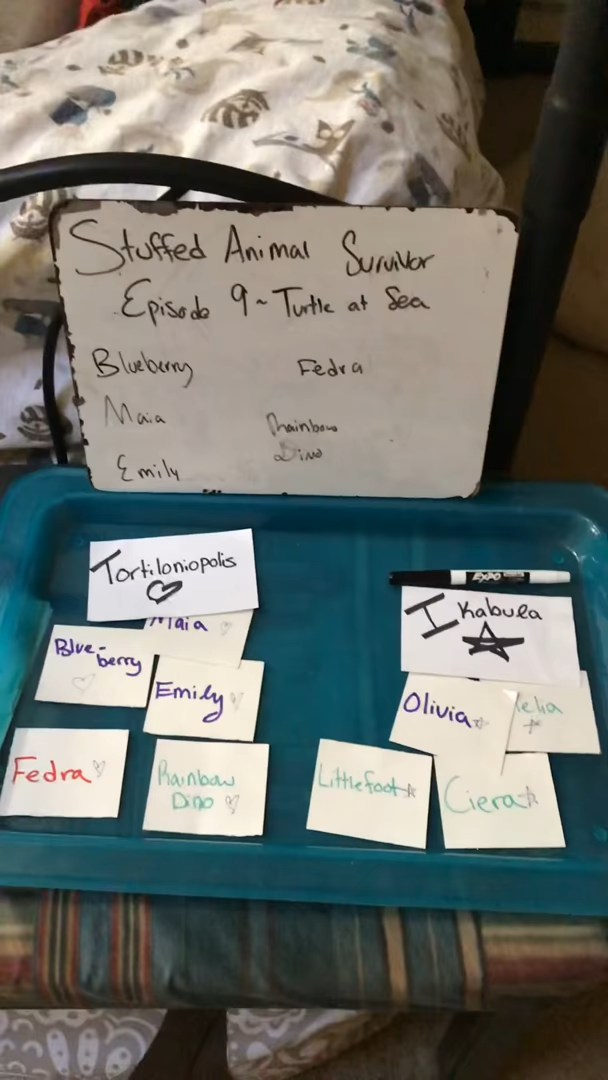 Stuffed Animal Survivor
Episode 9 ~ Turtle at Sea
Blueberry
Fedra
Maia
Rainbow
Dino
Emily
Tortiloniopolis
Maia
Blue-
berry
Emily
Fedra
Rainbow
Dino
EXPO
Ikabula
Olivia
Littlefoot
Ciera